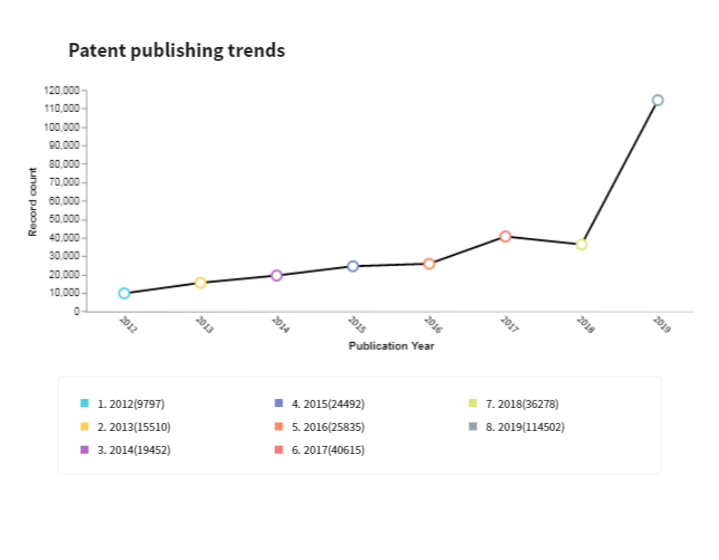 Patent publishing trends
120,000
110,000
100,000
90,000
80,000
70,000
60,000
50,000
40,000
30,000
20,000
10,000
0
Record count
2012 2013 2014 2015 2016 2017 2018 2019
Publication Year
1. 2012(9797) 4. 2015(24492) 7. 2018(36278)
2. 2013(15510) 5. 2016(25835) 8. 2019(114502)
3. 2014(19452) 6. 2017(40615)